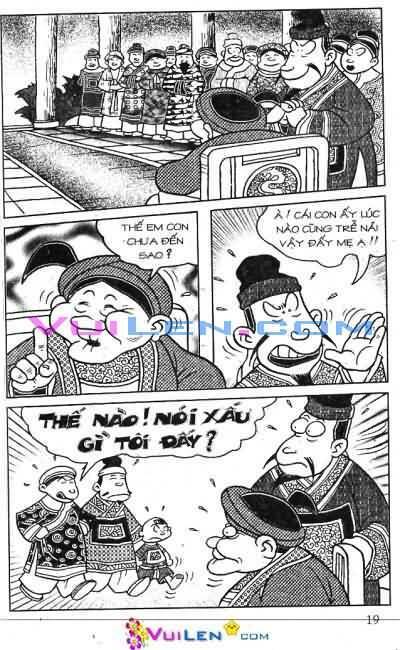 THẾ EM CON
CHƯA ĐẾN
SAO?
À! CÁI CON ẤY LÚC
NÀO CŨNG TRỄ NẢI
VẬY ĐẤY MẸ Ạ!!
VUILEN.COM
THẾ NÀO! NÓI XẤU
GÌ TÔI ĐẤY?
19
VUILEN.COM